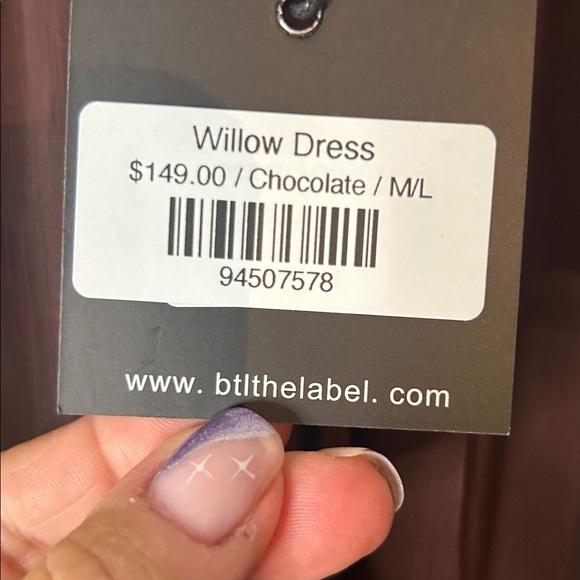 Willow Dress
$149.00 / Chocolate / M/L
94507578
www. btlthelabel. com